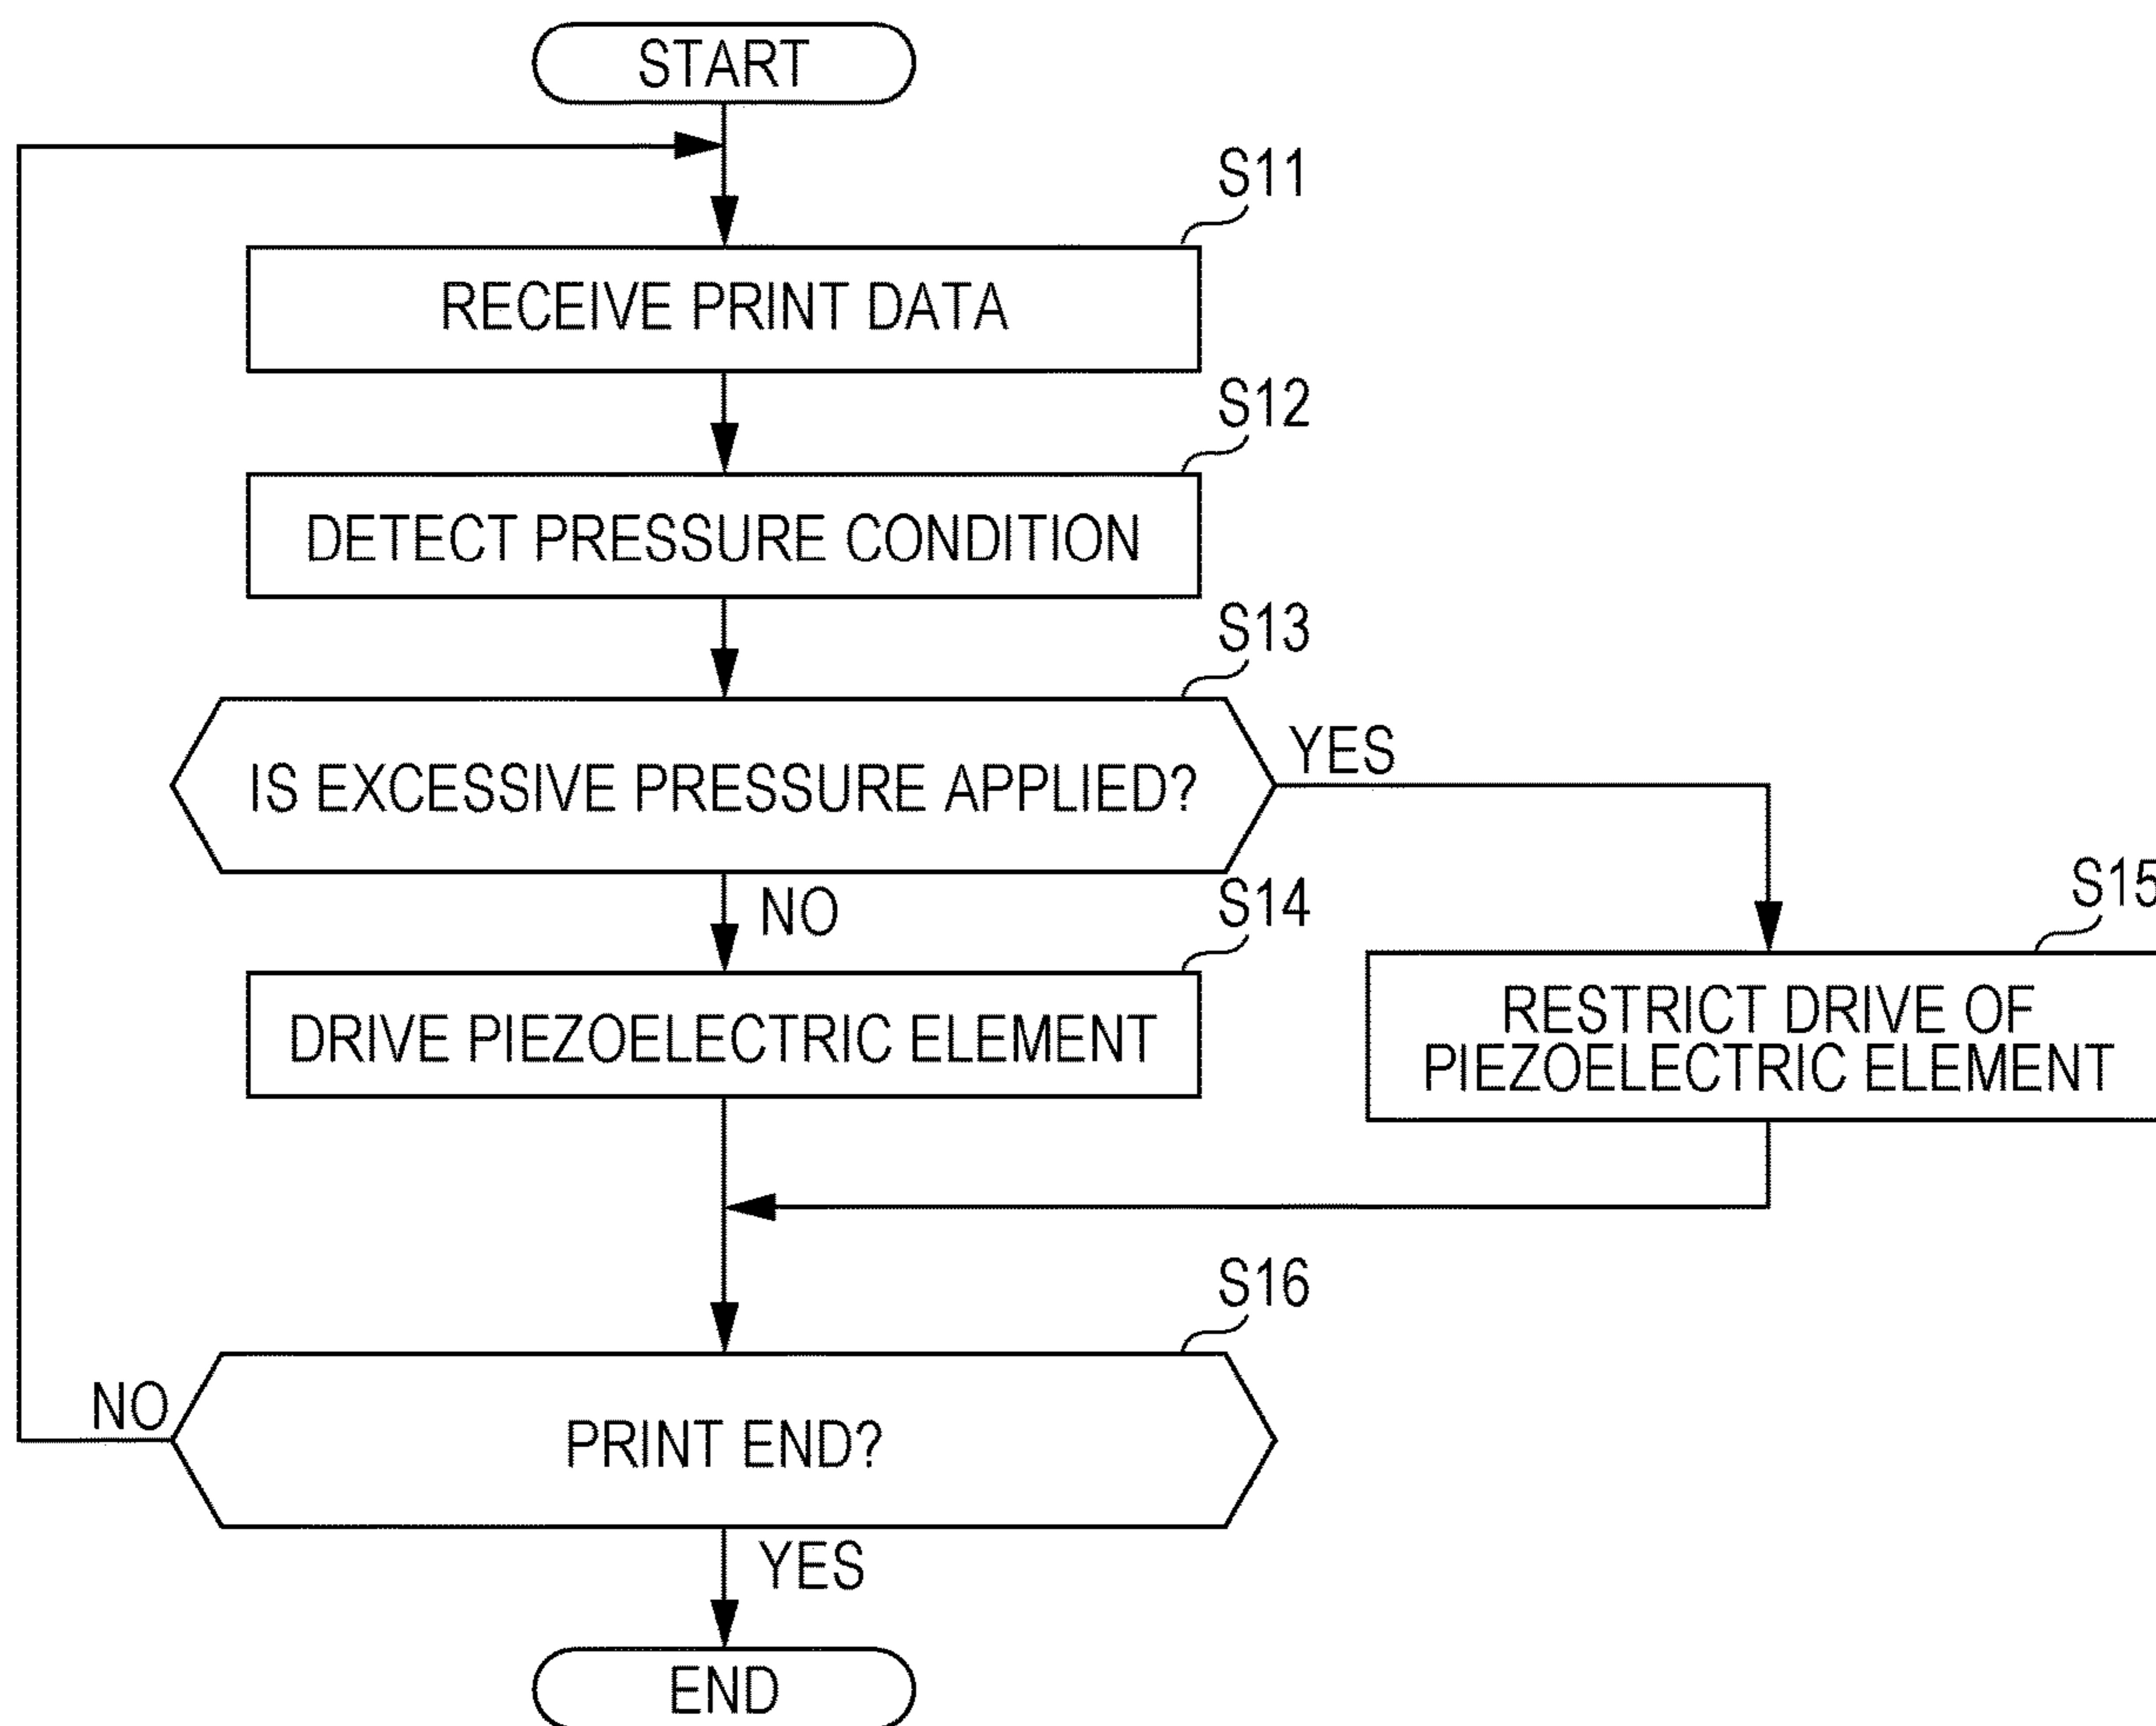 START
S11
RECEIVE PRINT DATA
S12
DETECT PRESSURE CONDITION
S13
IS EXCESSIVE PRESSURE APPLIED?
YES
NO
S14
S15
DRIVE PIEZOELECTRIC ELEMENT
RESTRICT DRIVE OF
PIEZOELECTRIC ELEMENT
S16
NO
PRINT END?
YES
END